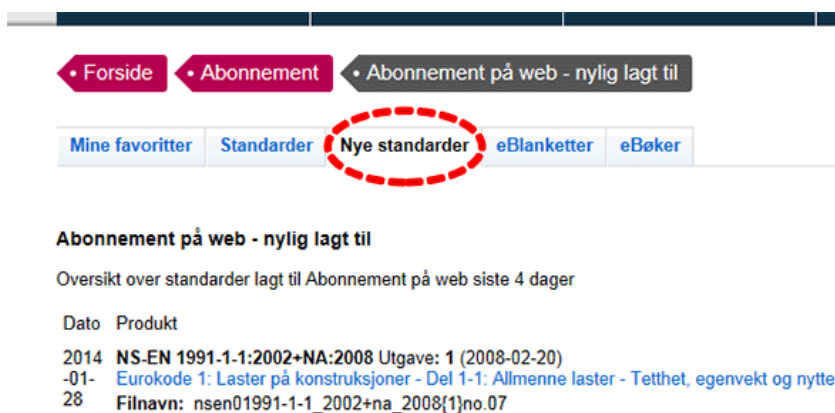 • Forside • Abonnement • Abonnement på web - nylig lagt til
Mine favoritter Standarder Nye standarder eBlanketter eBøker
Abonnement på web - nylig lagt til
Oversikt over standarder lagt til Abonnement på web siste 4 dager
Dato Produkt
2014 NS-EN 1991-1-1:2002+NA:2008 Utgave: 1 (2008-02-20)
-01- Eurokode 1: Laster på konstruksjoner - Del 1-1: Allmenne laster - Tetthet, egenvekt og nytte
28 Filnavn: nsen01991-1-1_2002+na_2008{1}no.07